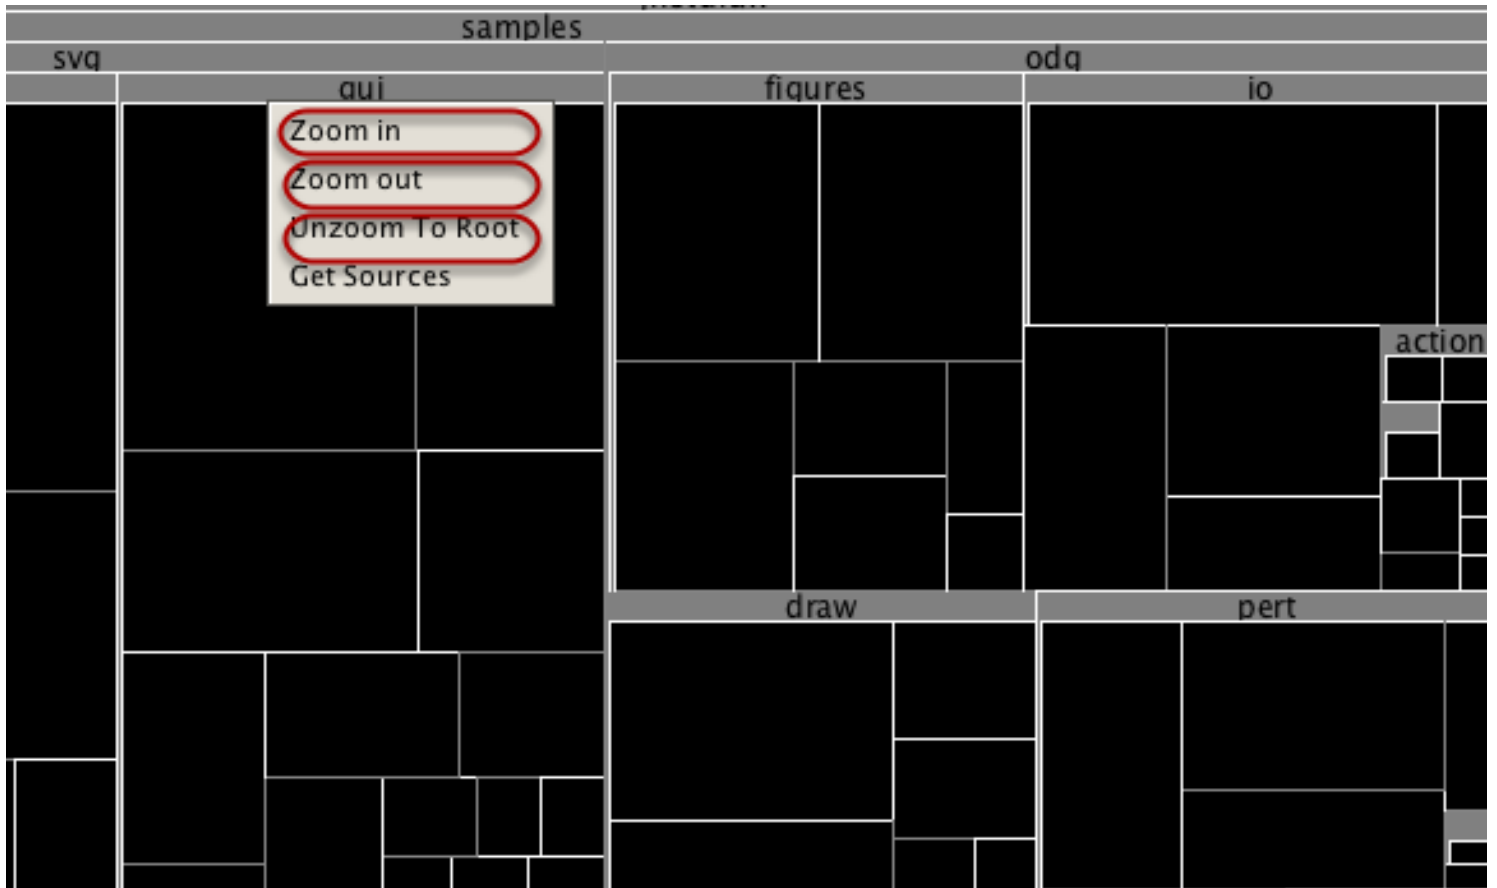 samples
svg
odg
gui
figures
io
Zoom in
Zoom out
Unzoom To Root
Get Sources
action
draw
pert